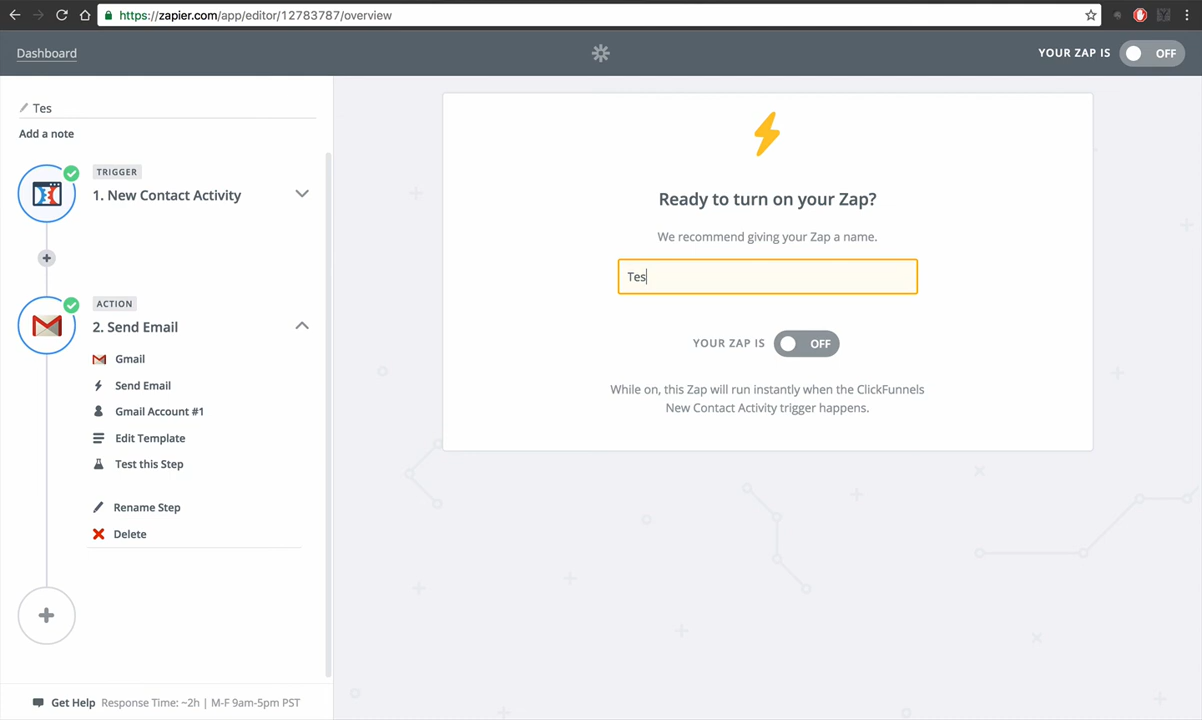 https://zapier.com/app/editor/12783787/overview
Dashboard
YOUR ZAP IS
OFF
Tes
Add a note
TRIGGER
1. New Contact Activity
ACTION
2. Send Email
Gmail
Send Email
Gmail Account #1
Edit Template
Test this Step
Rename Step
Delete
Get Help Response Time: ~2h | M-F 9am-5pm PST
Ready to turn on your Zap?
We recommend giving your Zap a name.
Tes
YOUR ZAP IS
OFF
While on, this Zap will run instantly when the ClickFunnels
New Contact Activity trigger happens.